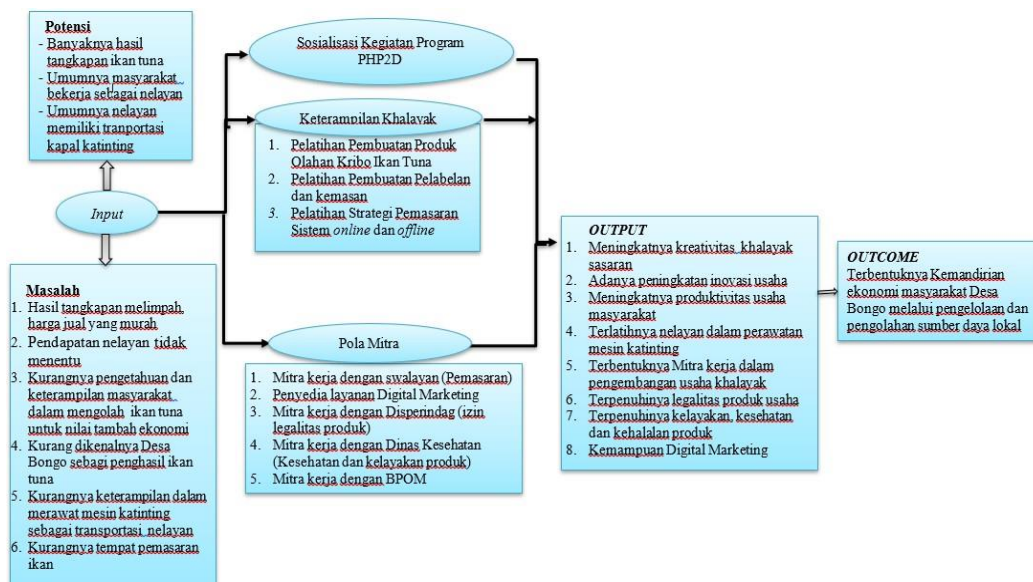 Potensi
- Banyaknya hasil
tangkapan ikan tuna
- Umumnya masyarakat
bekerja sebagai nelayan
- Umumnya nelayan
memiliki tranportasi
kapal katinting
Input
Masalah
1. Hasil tangkapan melimpah,
harga jual yang murah
2. Pendapatan nelayan tidak
menentu
3. Kurangnya pengetahuan dan
keterampilan masyarakat
dalam mengolah ikan tuna
untuk nilai tambah ekonomi
4. Kurang dikenalnya Desa
Bongo sebagi penghasil ikan
tuna
5. Kurangnya keterampilan dalam
merawat mesin katinting
sebagai transportasi nelayan
6. Kurangnya tempat pemasaran
ikan
Sosialisasi Kegiatan Program
PHP2D
Keterampilan Khalayak
1. Pelatihan Pembuatan Produk
Olahan Kribo Ikan Tuna
2. Pelatihan Pembuatan Pelabelan
dan kemasan
3. Pelatihan Strategi Pemasaran
Sistem online dan offline
Pola Mitra
1. Mitra kerja dengan swalayan (Pemasaran)
2. Penyedia layanan Digital Marketing
3. Mitra kerja dengan Disperindag (izin
legalitas produk)
4. Mitra kerja dengan Dinas Kesehatan
(Kesehatan dan kelayakan produk)
5. Mitra kerja dengan BPOM
OUTPUT
1. Meningkatnya kreativitas khalayak
sasaran
2. Adanya peningkatan inovasi usaha
3. Meningkatnya produktivitas usaha
masyarakat
4. Terlatihnya nelayan dalam perawatan
mesin katinting
5. Terbentuknya Mitra kerja dalam
pengembangan usaha khalayak
6. Terpenuhinya legalitas produk usaha
7. Terpenuhinya kelayakan, kesehatan
dan kehalalan produk
8. Kemampuan Digital Marketing
OUTCOME
Terbentuknya Kemandirian
ekonomi masyarakat Desa
Bongo melalui pengelolaan dan
pengolahan sumber daya lokal